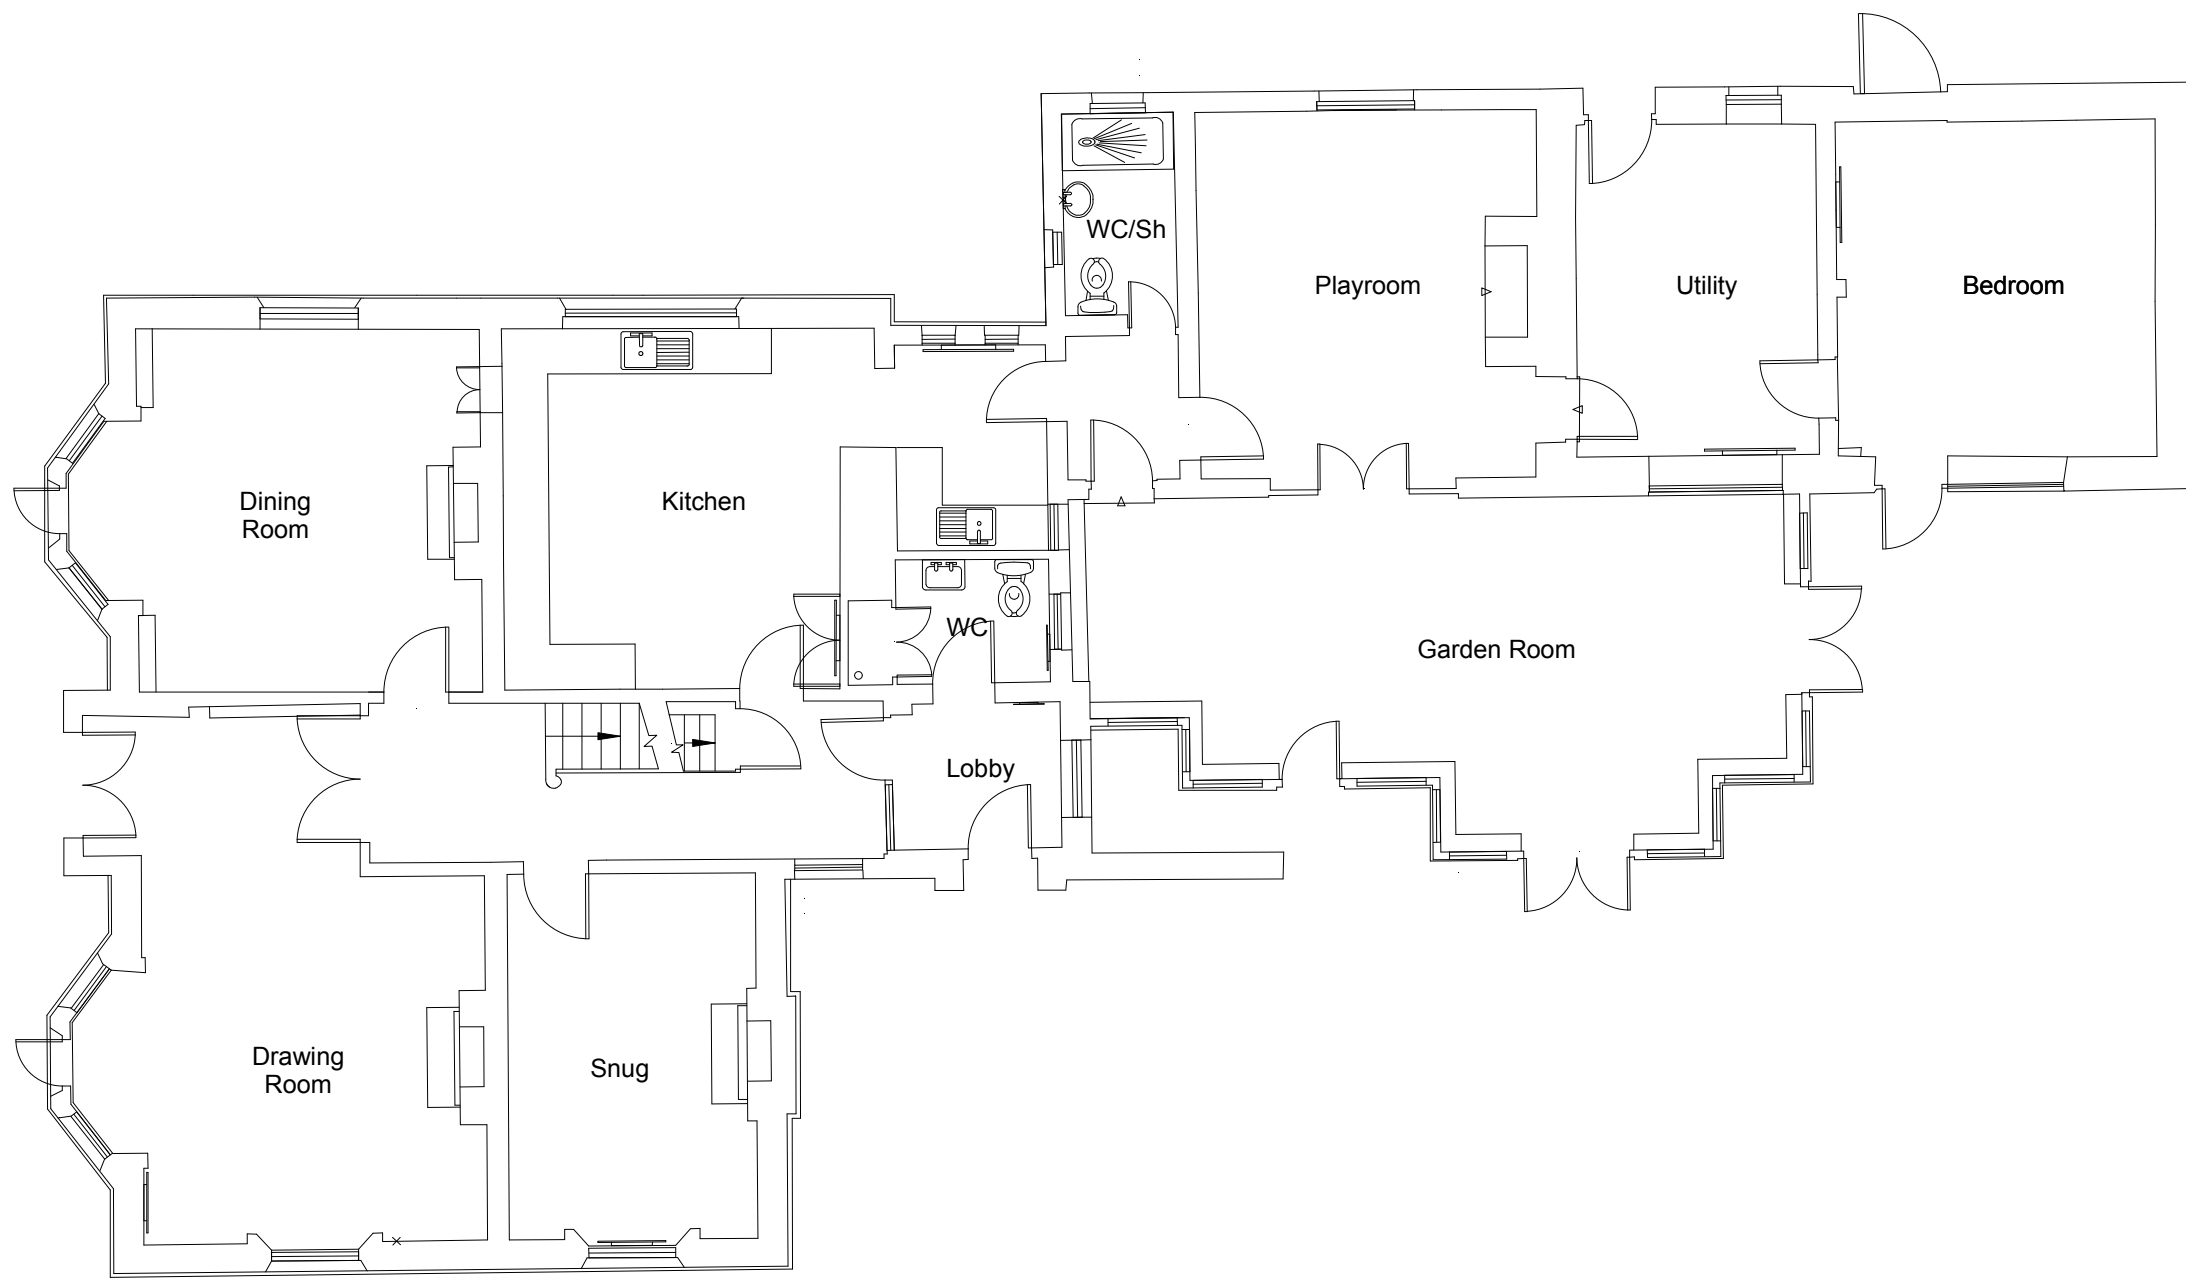 WC/Sh
Playroom
Utility
Bedroom
Dining
Room
Kitchen
WC
Garden Room
Lobby
Drawing
Room
Snug